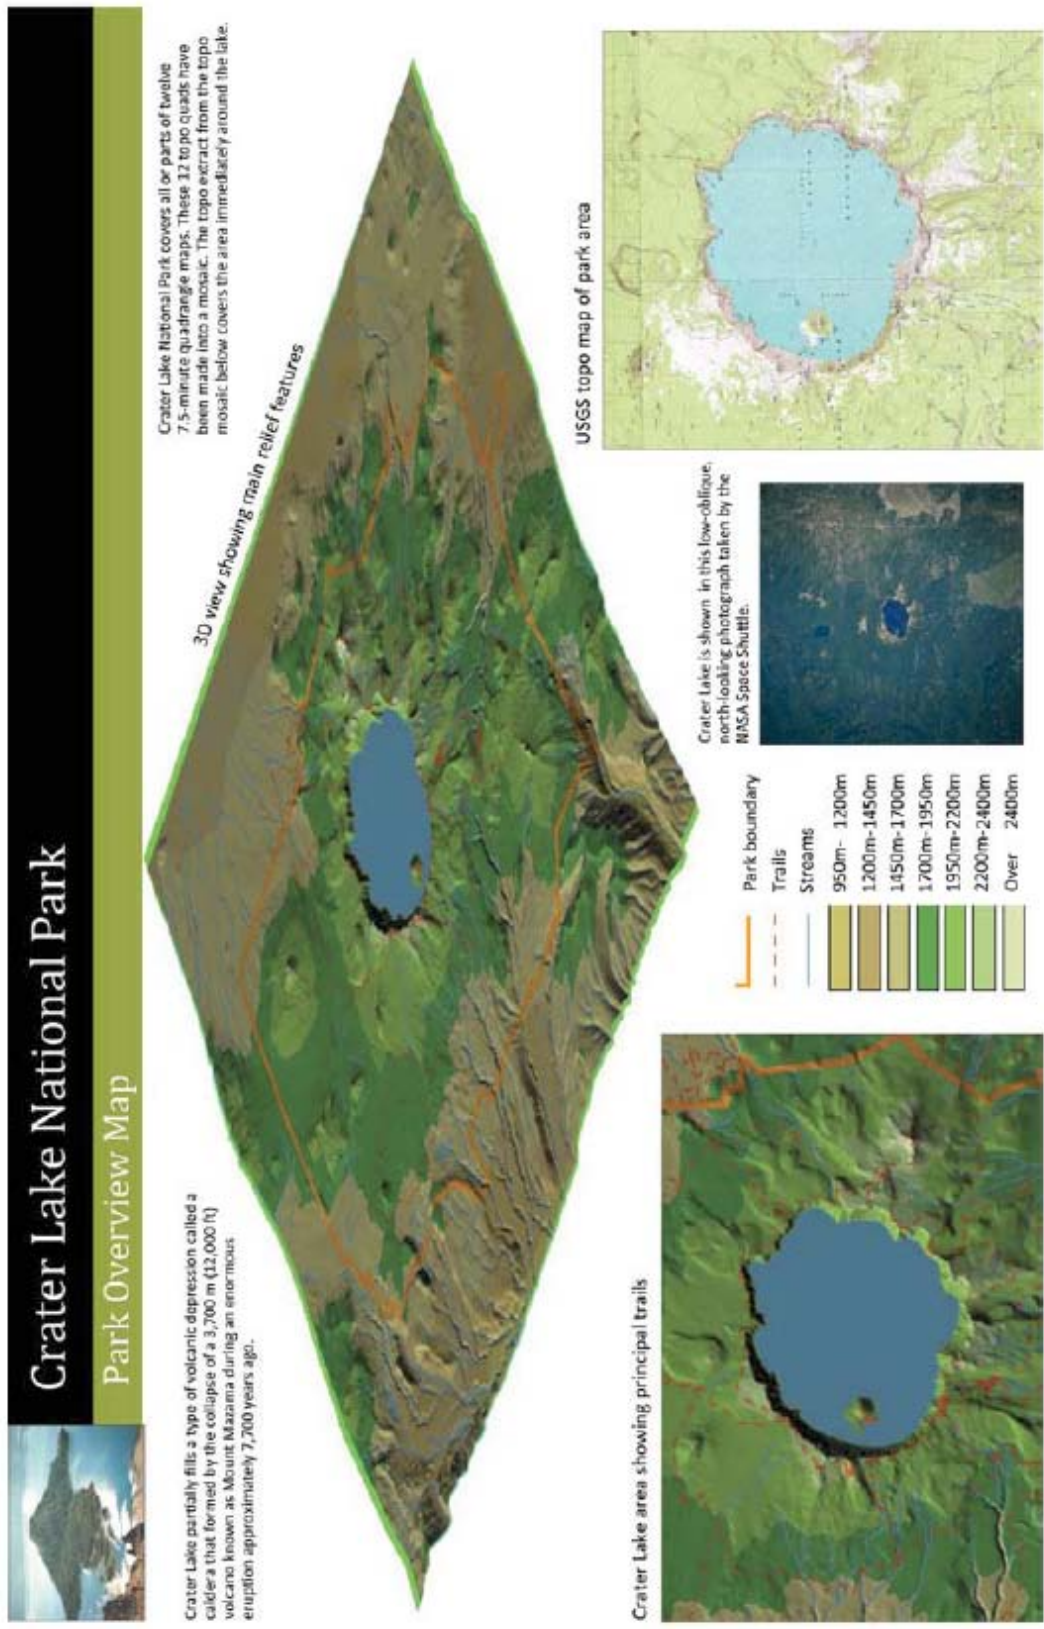 Crater Lake National Park
Park Overview Map
Crater Lake partially fills a type of volcanic depression called a
caldera that formed by the collapse of a 3,700 m (12,000 ft)
volcano known as Mount Mazama during an enormous
eruption approximately 7,700 years ago.
3D view showing main relief features
Crater Lake National Park covers all or parts of twelve
7.5-minute quadrangle maps. These 12 topo quads have
been made into a mosaic. The topo extract from the topo
mosaic below covers the area immediately around the lake.
Crater Lake area showing principal trails
Park boundary
Trails
Streams
950m- 1200m
1200m-1450m
1450m-1700m
1700m-1950m
1950m-2200m
2200m-2400m
Over 2400m
Crater Lake is shown in this low-oblique,
north-looking photograph taken by the
NASA Space Shuttle.
USGS topo map of park area